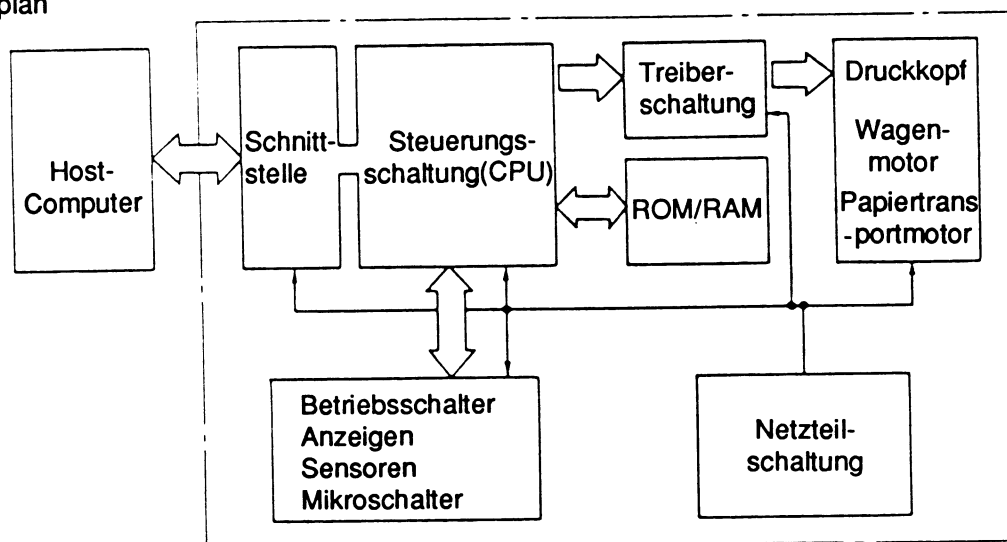 plan
Host-
Computer
Schnitt-
stelle
Steuerungs-
schaltung(CPU)
Treiber-
schaltung
ROM/RAM
Druckkopf
Wagen-
motor
Papiertrans
-portmotor
Betriebsschalter
Anzeigen
Sensoren
Mikroschalter
Netzteil-
schaltung